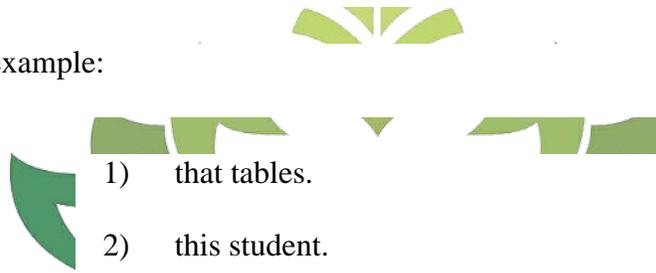 xample:
1) that tables.
2) this student.